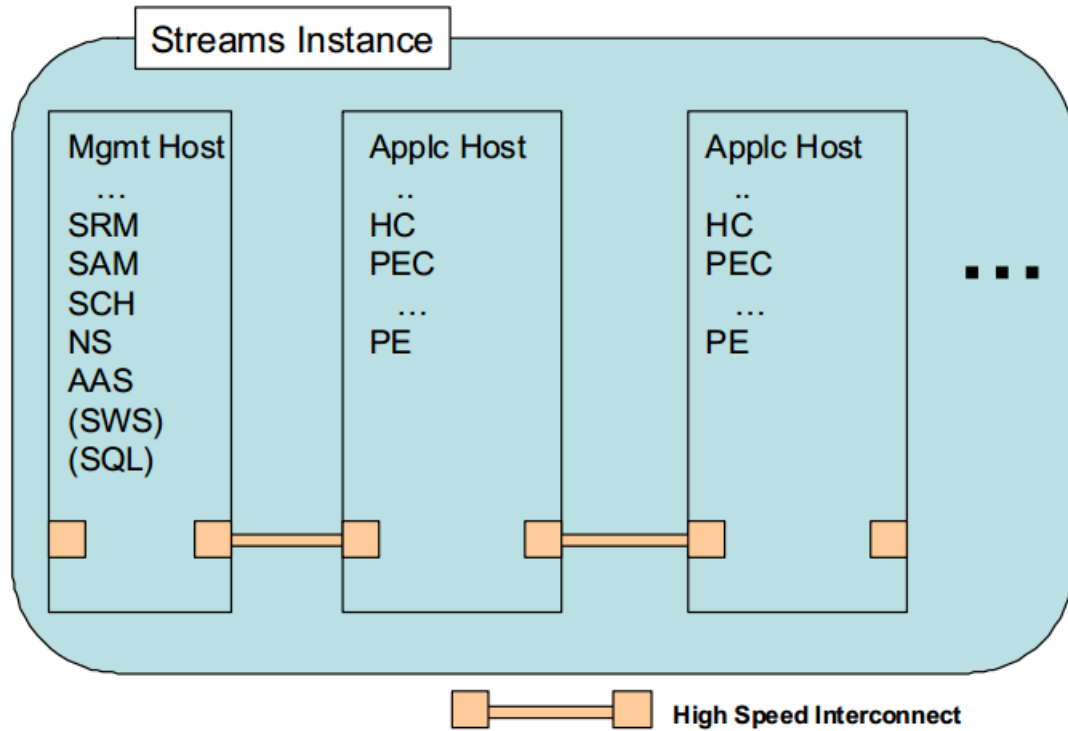 Streams Instance
Mgmt Host
...
SRM
SAM
SCH
NS
AAS
(SWS)
(SQL)
Applc Host
..
HC
PEC
...
PE
Applc Host
..
HC
PEC
...
PE
...
High Speed Interconnect